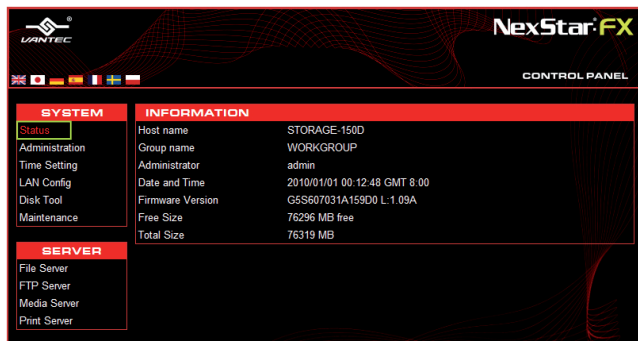 VANTEC
NexStar FX
CONTROL PANEL
SYSTEM
Status
Administration
Time Setting
LAN Config
Disk Tool
Maintenance
SERVER
File Server
FTP Server
Media Server
Print Server
INFORMATION
Host name STORAGE-150D
Group name WORKGROUP
Administrator admin
Date and Time 2010/01/01 00:12:48 GMT 8:00
Firmware Version G5S607031A159D0 L:1.09A
Free Size 76296 MB free
Total Size 76319 MB